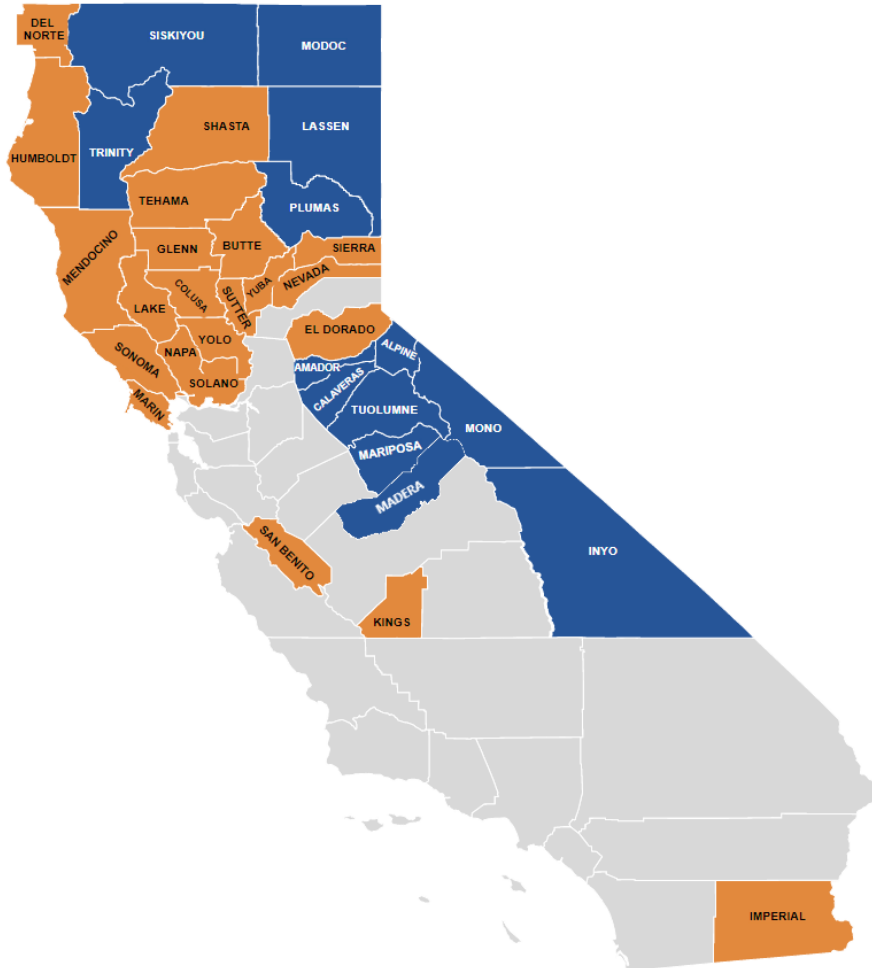 DEL
NORTE
SISKIYOU
MODOC
SHASTA
LASSEN
HUMBOLDT
TRINITY
TEHAMA
PLUMAS
MENDOCINO
GLENN
BUTTE
SIERRA
COLUSA
SUTTER
YUBA
NEVADA
LAKE
SONOMA
NAPA
YOLO
EL DORADO
ALPINE
SOLANO
AMADOR
CALAVERAS
MARIN
TUOLUMNE
MONO
MARIPOSA
MADERA
SAN BENITO
INYO
KINGS
IMPERIAL